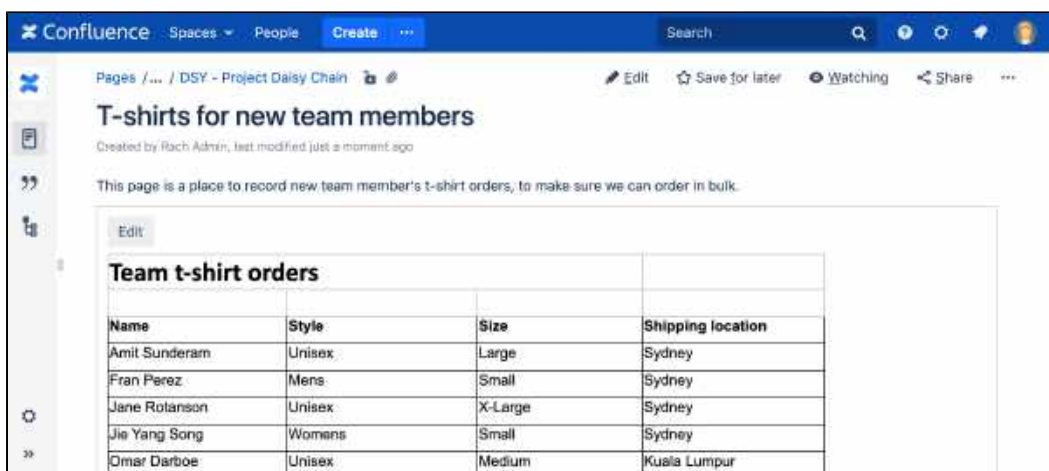 Confluence Spaces People Create ··· Search
Pages /... / DSY - Project Daisy Chain Edit Save for later Watching Share ···
T-shirts for new team members
Created by Rach Admin, last modified just a moment ago
This page is a place to record new team member's t-shirt orders, to make sure we can order in bulk.
Edit
Team t-shirt orders
Name Style Size Shipping location
Amit Sunderam Unisex Large Sydney
Fran Perez Mens Small Sydney
Jane Rotanson Unisex X-Large Sydney
Jie Yang Song Womens Small Sydney
Omar Darboe Unisex Medium Kuala Lumpur